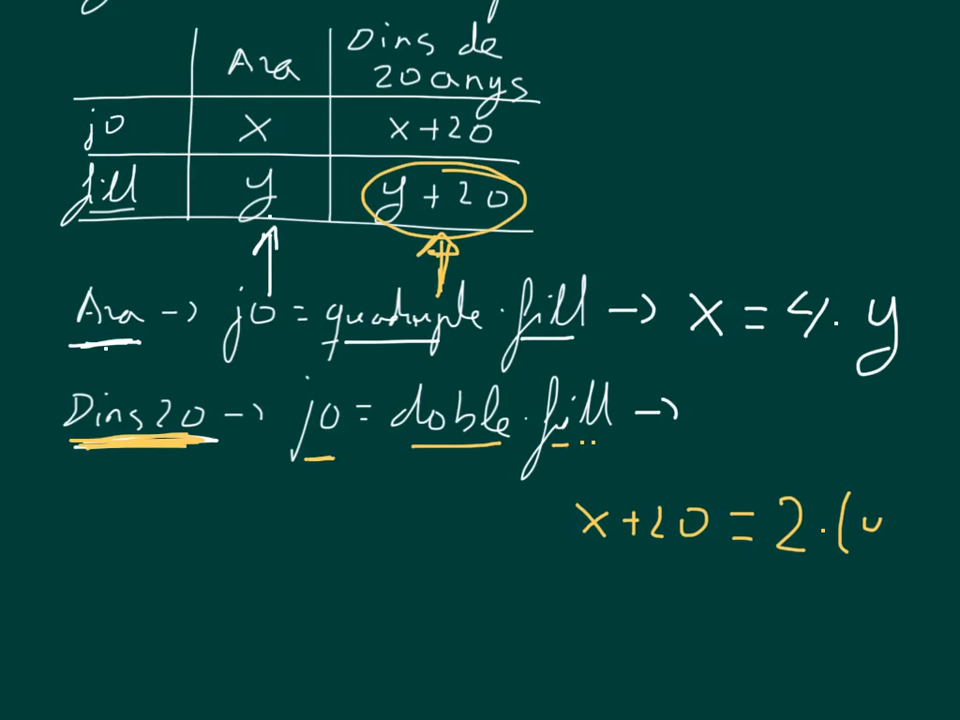 Ara Dins de
20 anys
jo x x+20
fill y y+20
Ara -> jo = quadruple · fill -> x = 4 · y
Dins 20 -> jo = doble · fill ->
x+20 = 2 · (